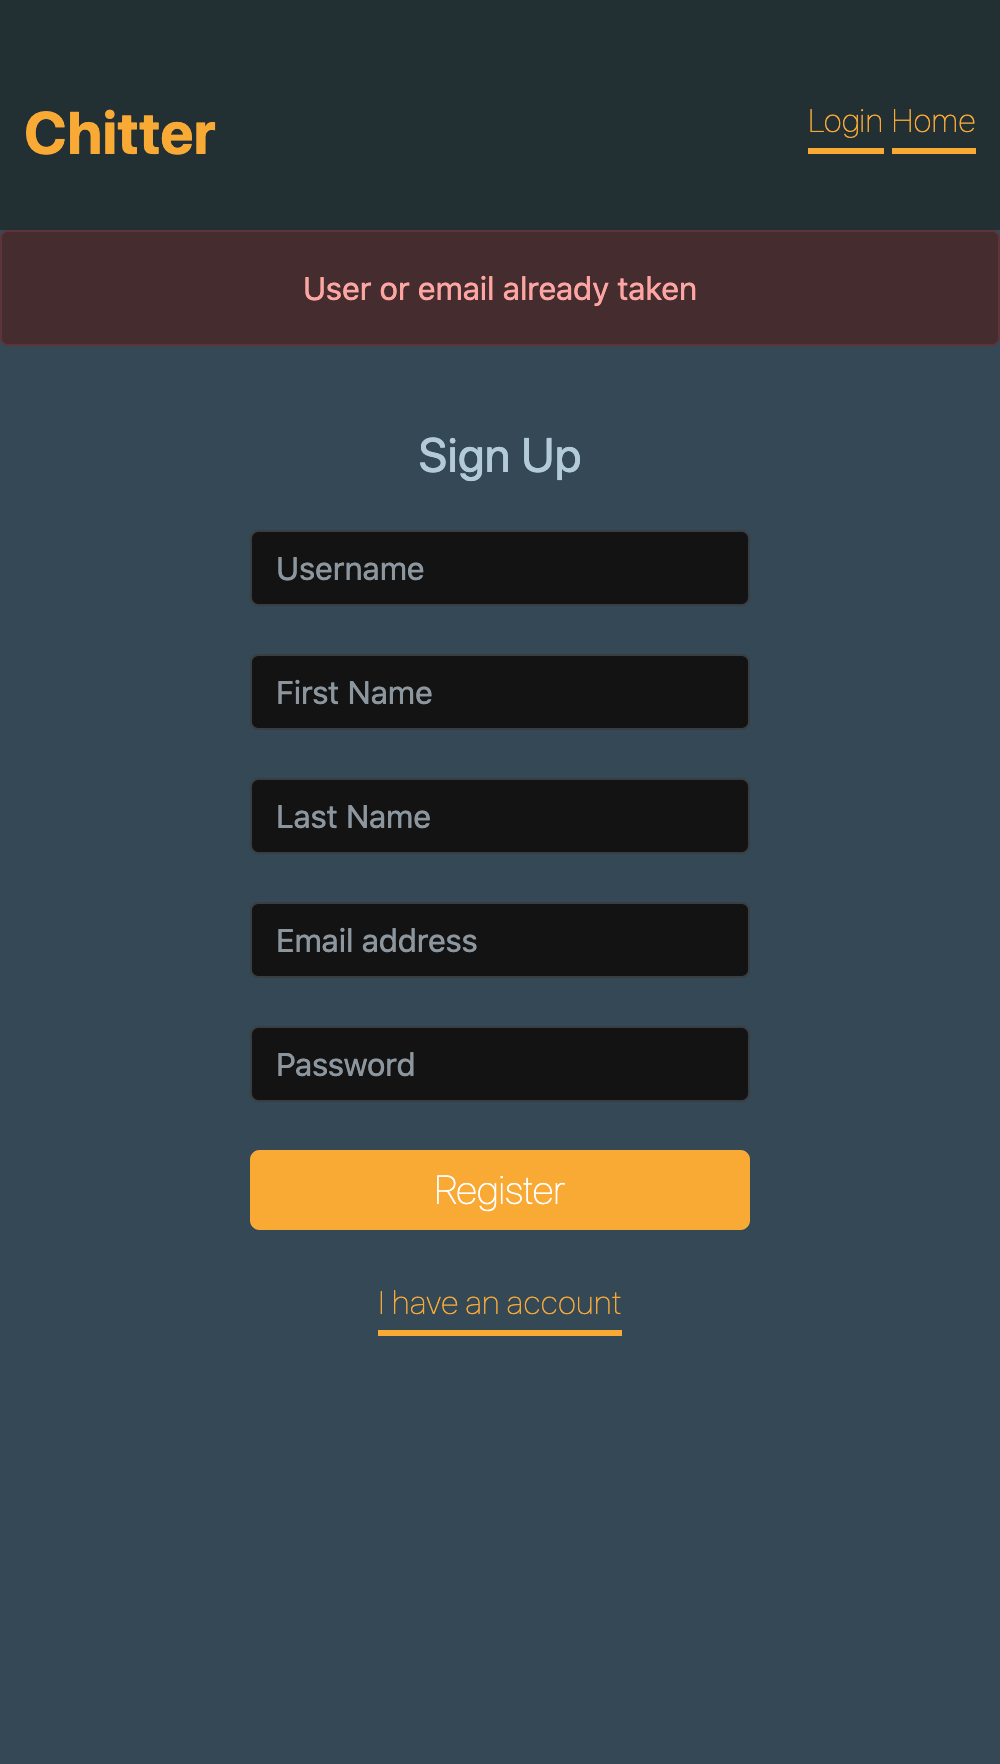 Chitter
Login Home
User or email already taken
Sign Up
Username
First Name
Last Name
Email address
Password
Register
I have an account